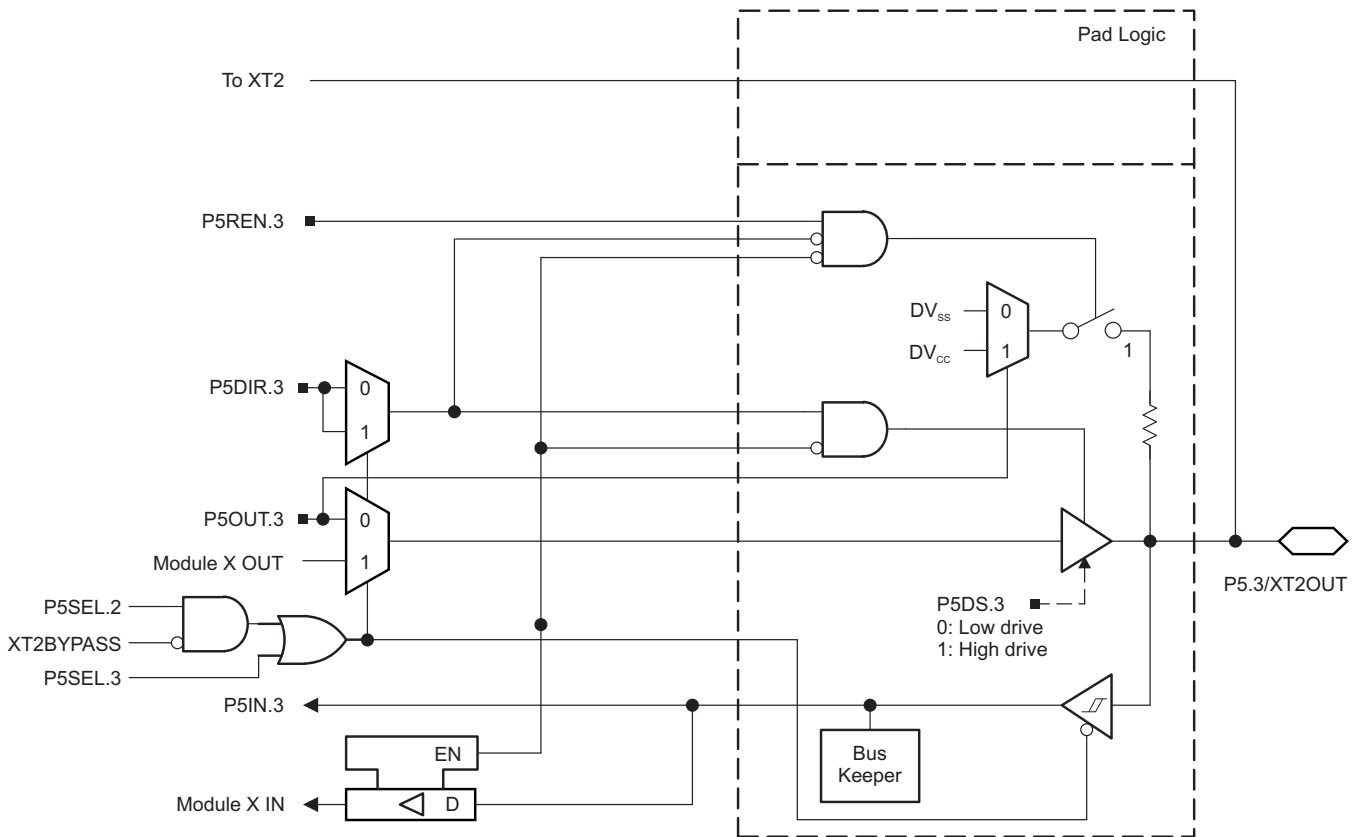 Pad Logic
To XT2
P5REN.3
DVSS
0
DVCC
1
1
P5DIR.3
0
1
P5OUT.3
0
Module X OUT
1
P5SEL.2
XT2BYPASS
P5SEL.3
P5DS.3
0: Low drive
1: High drive
P5.3/XT2OUT
P5IN.3
Bus
Keeper
EN
Module X IN
D